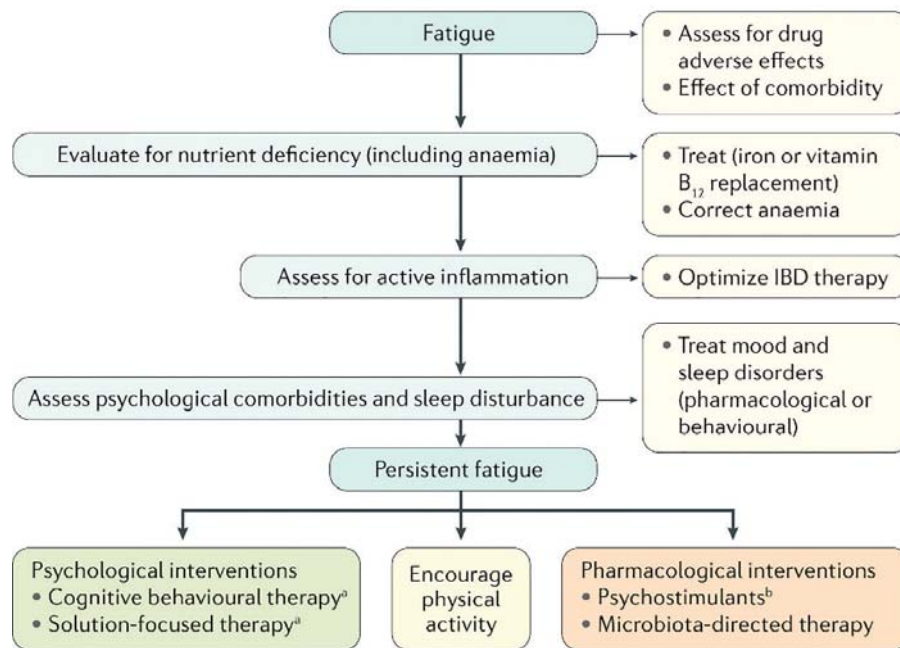 Fatigue
• Assess for drug
adverse effects
• Effect of comorbidity
Evaluate for nutrient deficiency (including anaemia)
• Treat (iron or vitamin
B₁₂ replacement)
• Correct anaemia
Assess for active inflammation
• Optimize IBD therapy
Assess psychological comorbidities and sleep disturbance
• Treat mood and
sleep disorders
(pharmacological or
behavioural)
Persistent fatigue
Psychological interventions
• Cognitive behavioural therapyᵃ
• Solution-focused therapyᵃ
Encourage
physical
activity
Pharmacological interventions
• Psychostimulantsᵇ
• Microbiota-directed therapy